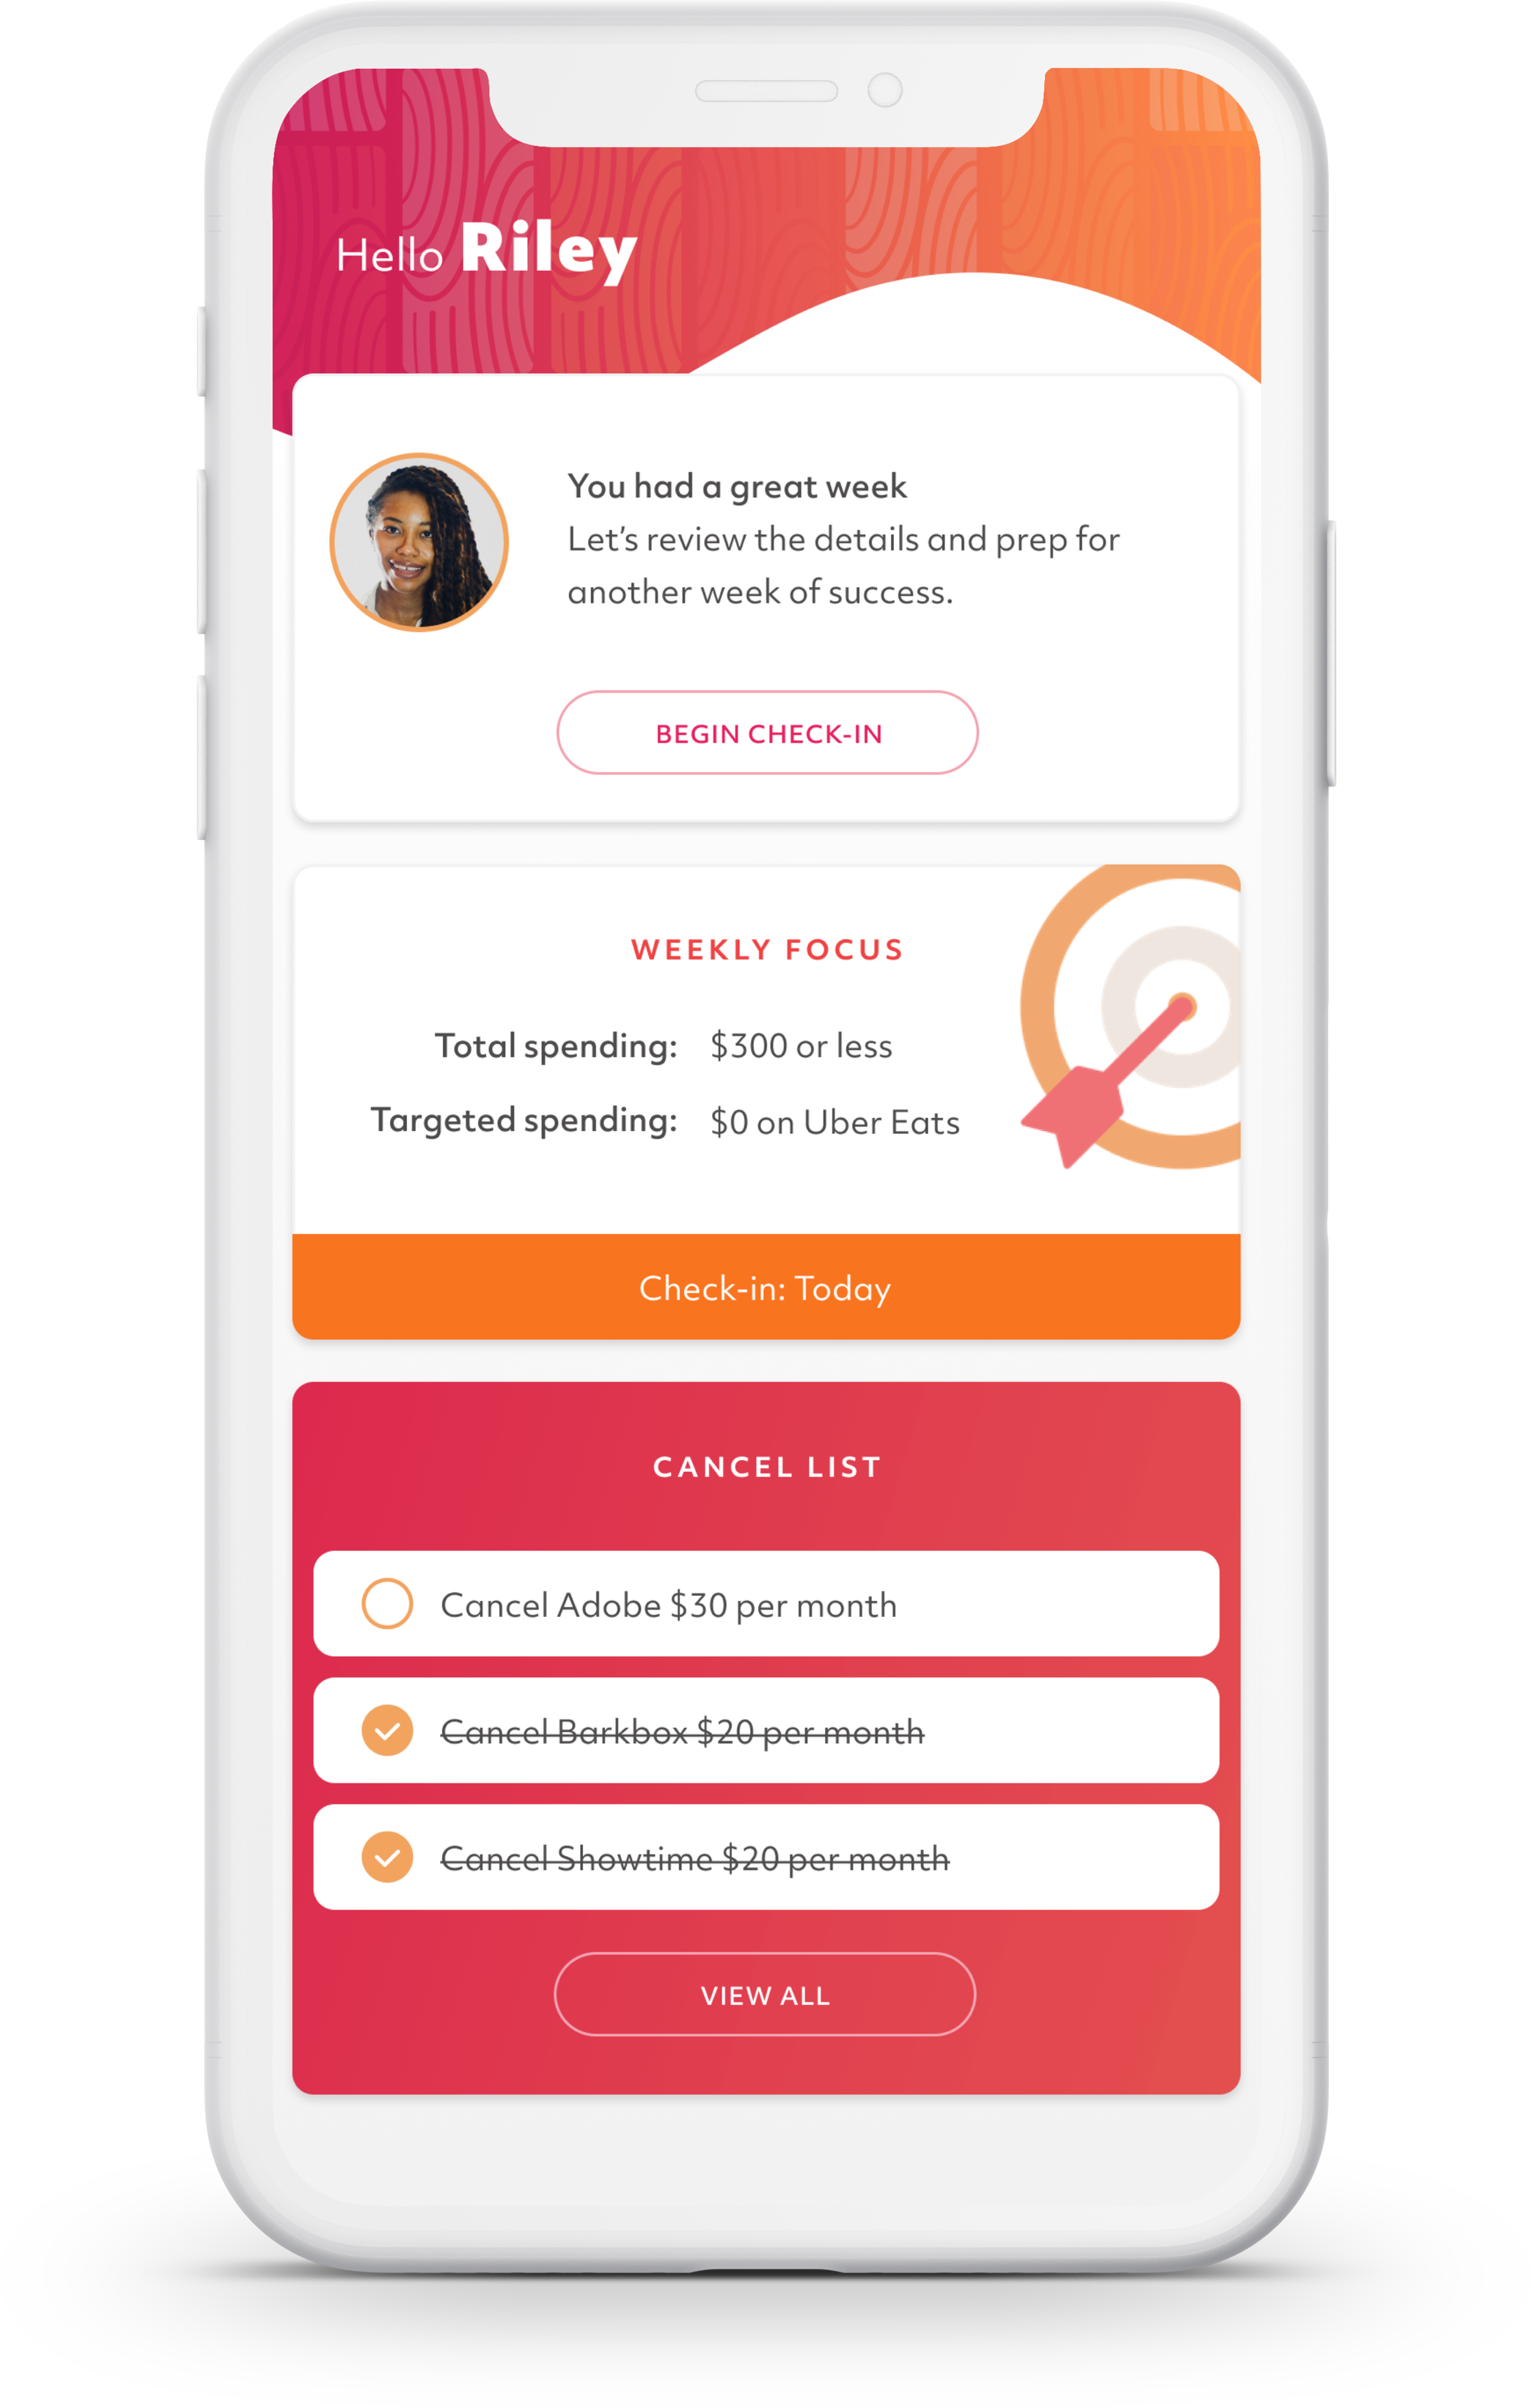 Hello Riley
You had a great week
Let’s review the details and prep for
another week of success.
BEGIN CHECK-IN
WEEKLY FOCUS
Total spending: $300 or less
Targeted spending: $0 on Uber Eats
Check-in: Today
CANCEL LIST
Cancel Adobe $30 per month
Cancel Barkbox $20 per month
Cancel Showtime $20 per month
VIEW ALL